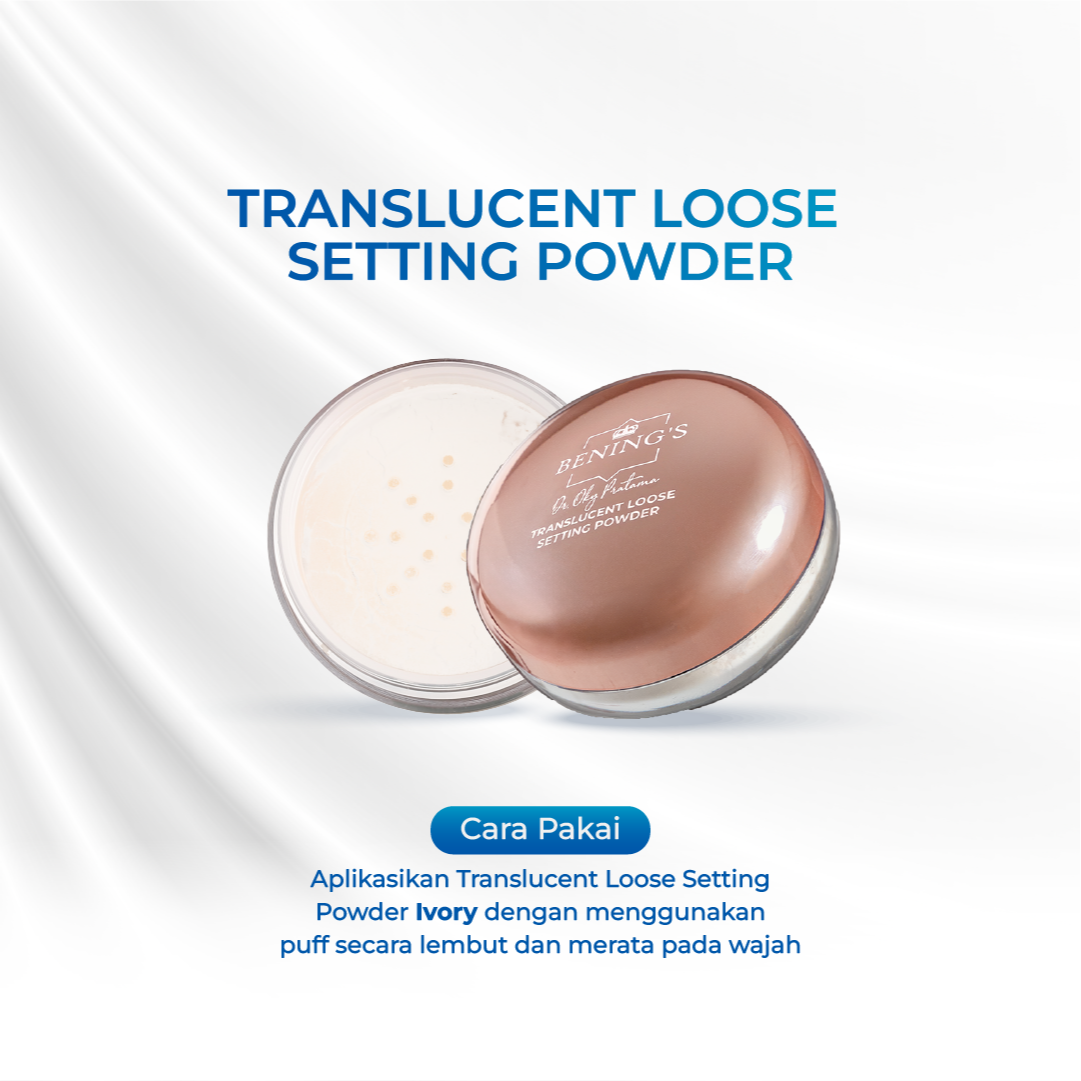 TRANSLUCENT LOOSE
SETTING POWDER
BENING'S
Dr. Oky Pratama
TRANSLUCENT LOOSE
SETTING POWDER
Cara Pakai
Aplikasikan Translucent Loose Setting
Powder Ivory dengan menggunakan
puff secara lembut dan merata pada wajah